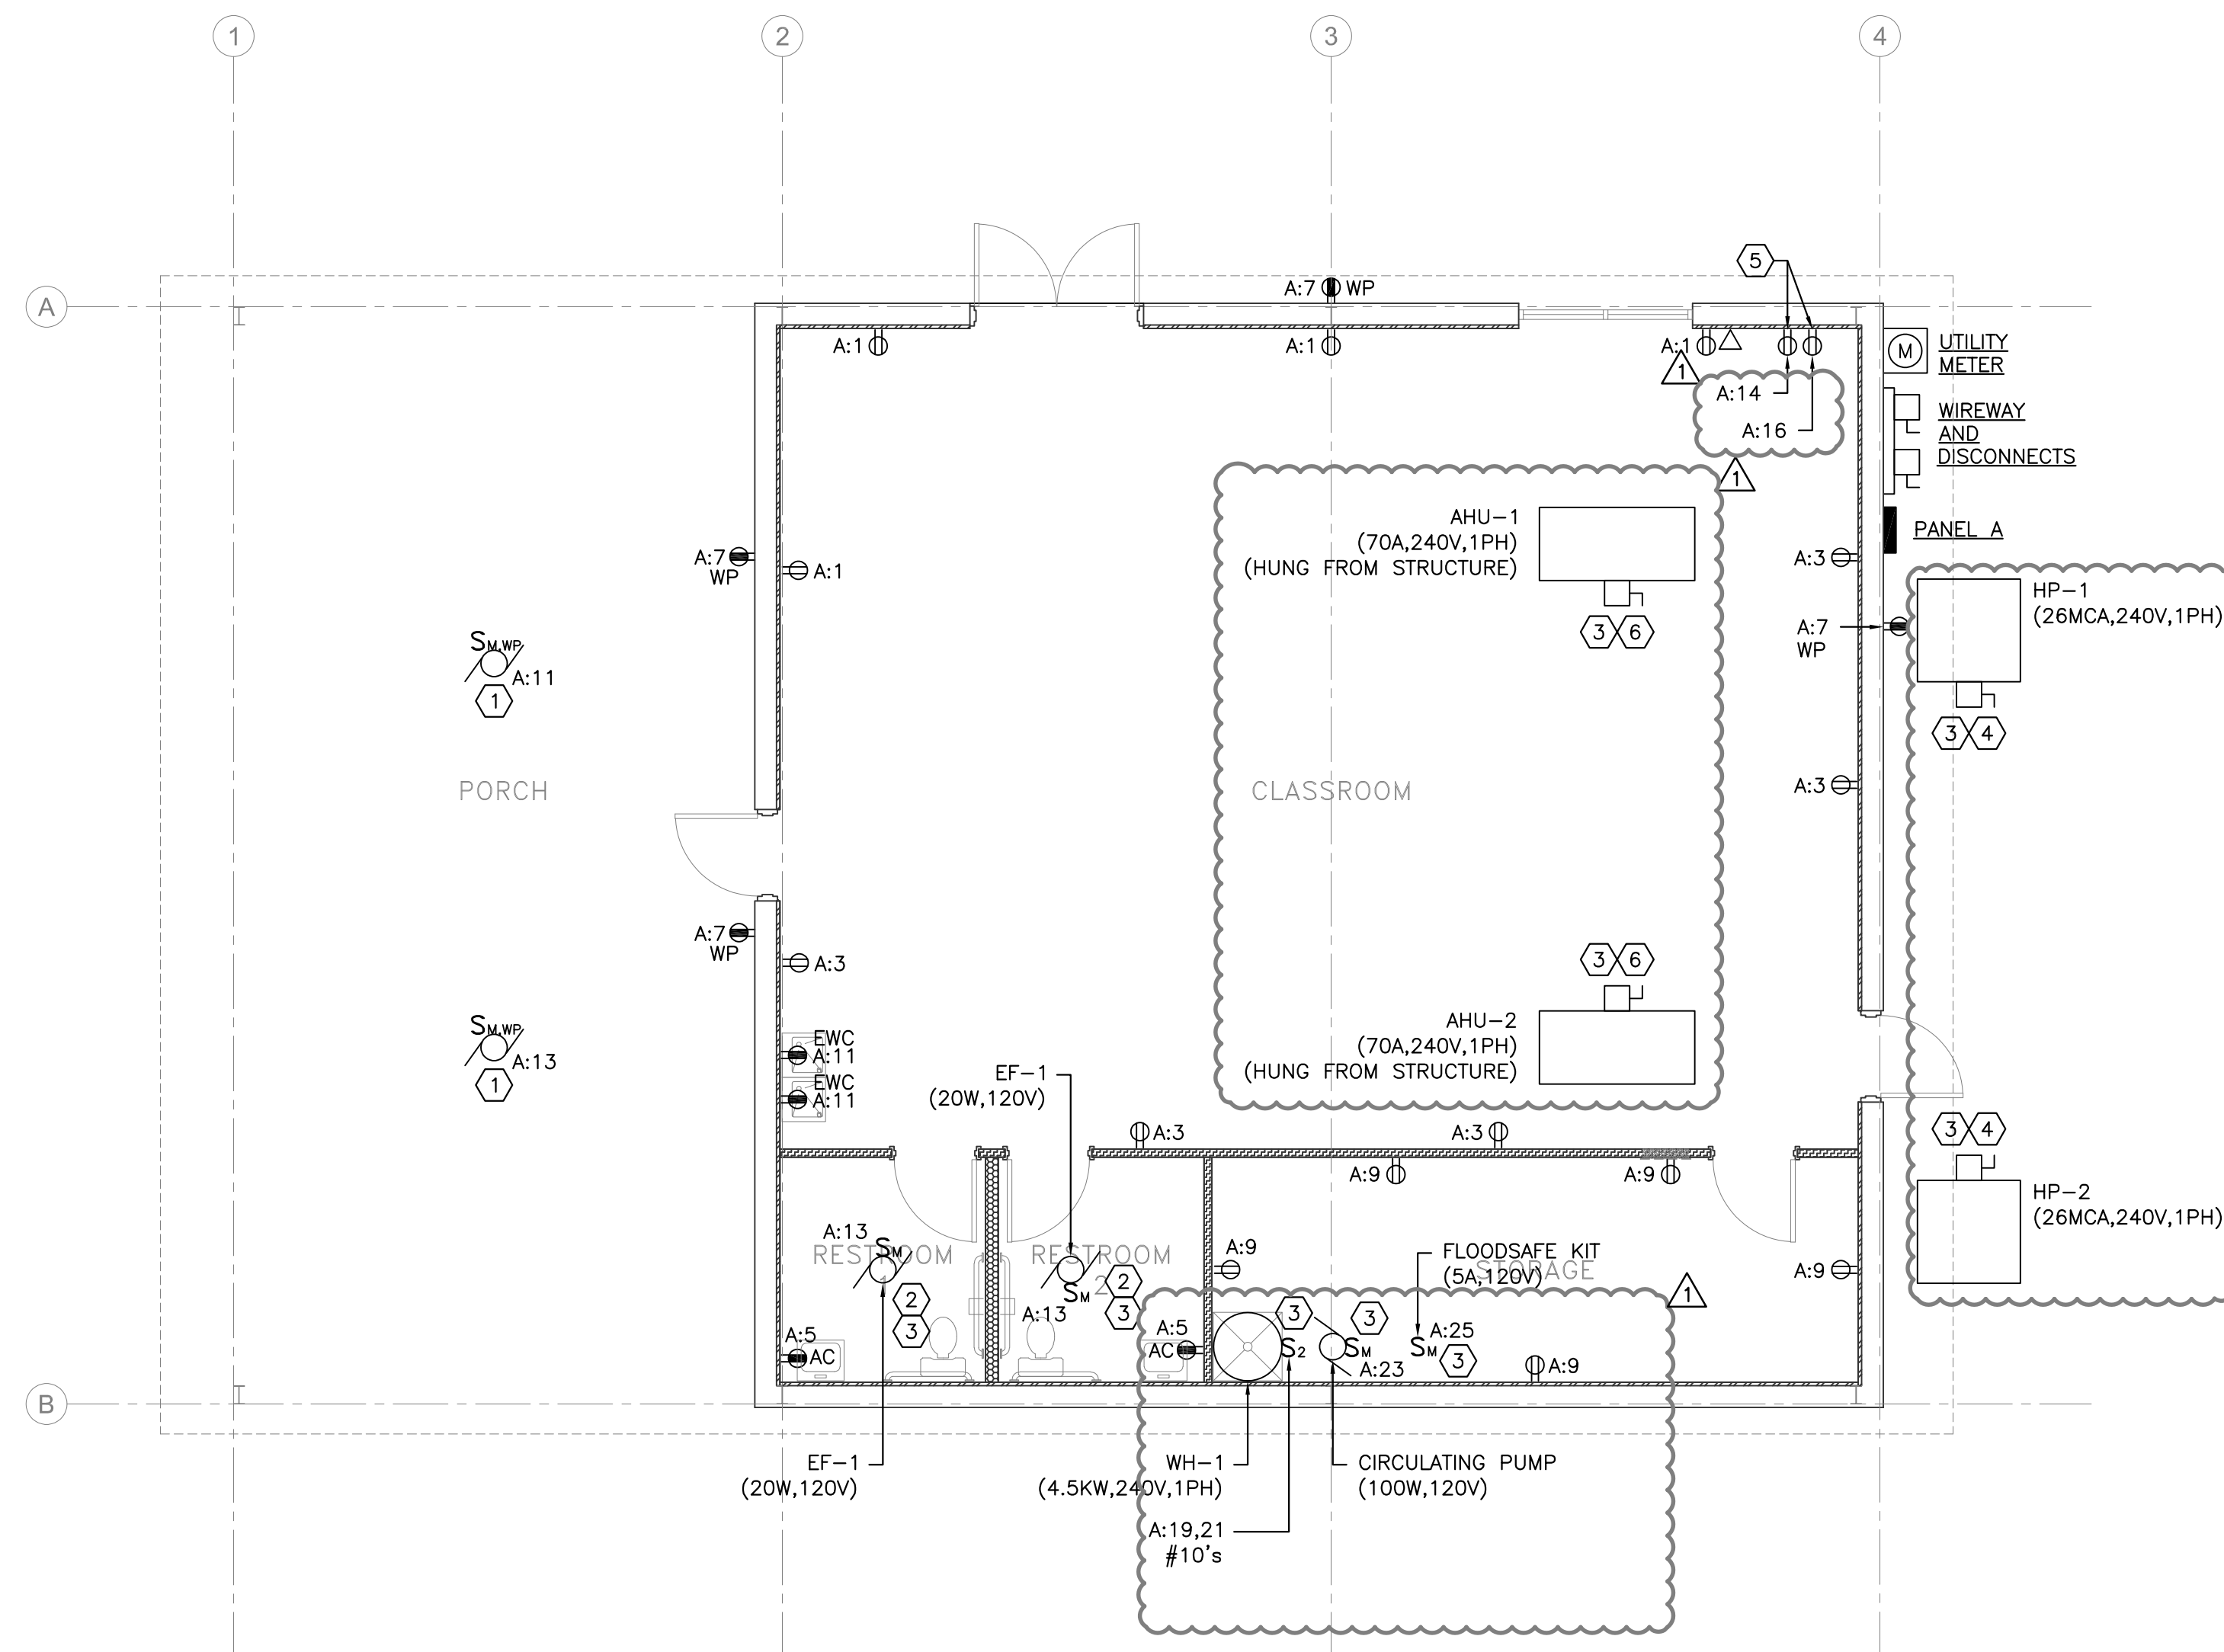 1
2
3
4
5
A
A:7 WP
A:1
A:1
A:1
M
UTILITY
METER
1
A:14
A:16
WIREWAY
AND
DISCONNECTS
1
AHU-1
(70A,240V,1PH)
(HUNG FROM STRUCTURE)
PANEL A
A:7
WP
A:1
A:3
3
6
HP-1
(26MCA,240V,1PH)
A:7
WP
SM,WP
A:11
1
3
4
PORCH
CLASSROOM
A:3
A:7
WP
A:3
3
6
SM,WP
A:13
1
EWC
A:11
EWC
A:11
AHU-2
(70A,240V,1PH)
(HUNG FROM STRUCTURE)
EF-1
(20W,120V)
A:3
A:3
3
4
A:9
A:9
HP-2
(26MCA,240V,1PH)
A:13
SM
RESTROOM
1
2
3
RESTROOM
2
SM
A:13
2
3
A:9
FLOODSAFE KIT
(5A,120V)
STORAGE
A:9
1
A:5
AC
A:5
AC
3
S2
3
SM
A:23
A:25
SM
3
A:9
B
EF-1
(20W,120V)
WH-1
(4.5KW,240V,1PH)
CIRCULATING PUMP
(100W,120V)
A:19,21
#10's